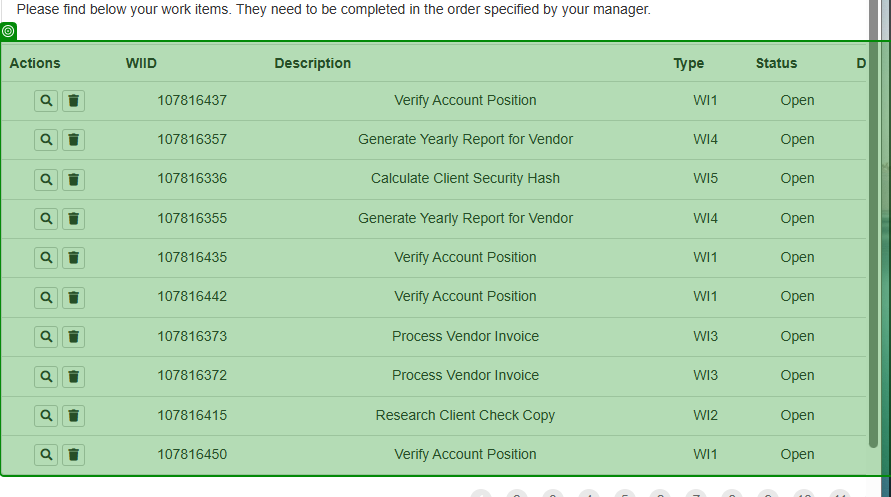 Please find below your work items. They need to be completed in the order specified by your manager.
Actions WIID Description Type Status D
107816437 Verify Account Position WI1 Open
107816357 Generate Yearly Report for Vendor WI4 Open
107816336 Calculate Client Security Hash WI5 Open
107816355 Generate Yearly Report for Vendor WI4 Open
107816435 Verify Account Position WI1 Open
107816442 Verify Account Position WI1 Open
107816373 Process Vendor Invoice WI3 Open
107816372 Process Vendor Invoice WI3 Open
107816415 Research Client Check Copy WI2 Open
107816450 Verify Account Position WI1 Open